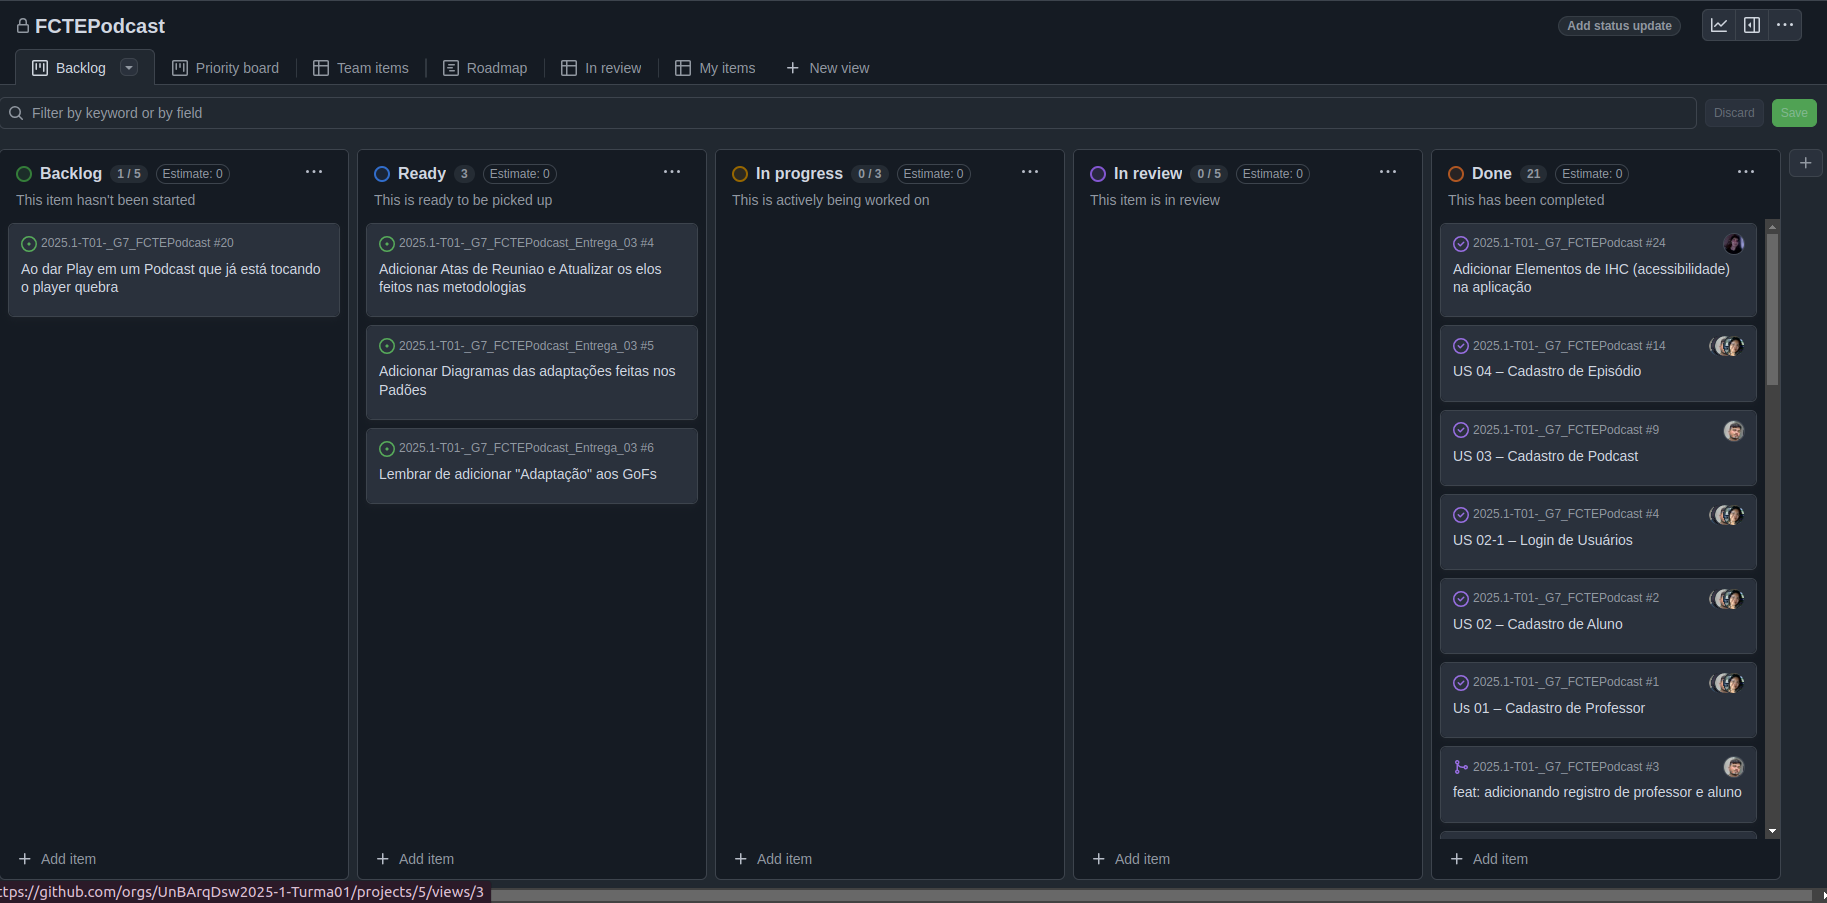 FCTEPodcast
Add status update
Backlog
Priority board
Team items
Roadmap
In review
My items
New view
Filter by keyword or by field
Discard
Save
Backlog 1 / 5 Estimate: 0
This item hasn't been started
2025.1-T01-_G7_FCTEPodcast #20
Ao dar Play em um Podcast que já está tocando
o player quebra
Add item
Ready 3 Estimate: 0
This is ready to be picked up
2025.1-T01-_G7_FCTEPodcast_Entrega_03 #4
Adicionar Atas de Reuniao e Atualizar os elos
feitos nas metodologias
2025.1-T01-_G7_FCTEPodcast_Entrega_03 #5
Adicionar Diagramas das adaptações feitas nos
Padões
2025.1-T01-_G7_FCTEPodcast_Entrega_03 #6
Lembrar de adicionar "Adaptação" aos GoFs
Add item
In progress 0 / 3 Estimate: 0
This is actively being worked on
Add item
In review 0 / 5 Estimate: 0
This item is in review
Add item
Done 21 Estimate: 0
This has been completed
2025.1-T01-_G7_FCTEPodcast #24
Adicionar Elementos de IHC (acessibilidade)
na aplicação
2025.1-T01-_G7_FCTEPodcast #14
US 04 – Cadastro de Episódio
2025.1-T01-_G7_FCTEPodcast #9
US 03 – Cadastro de Podcast
2025.1-T01-_G7_FCTEPodcast #4
US 02-1 – Login de Usuários
2025.1-T01-_G7_FCTEPodcast #2
US 02 – Cadastro de Aluno
2025.1-T01-_G7_FCTEPodcast #1
Us 01 – Cadastro de Professor
2025.1-T01-_G7_FCTEPodcast #3
feat: adicionando registro de professor e aluno
Add item
ttps://github.com/orgs/UnBArqDsw2025-1-Turma01/projects/5/views/3